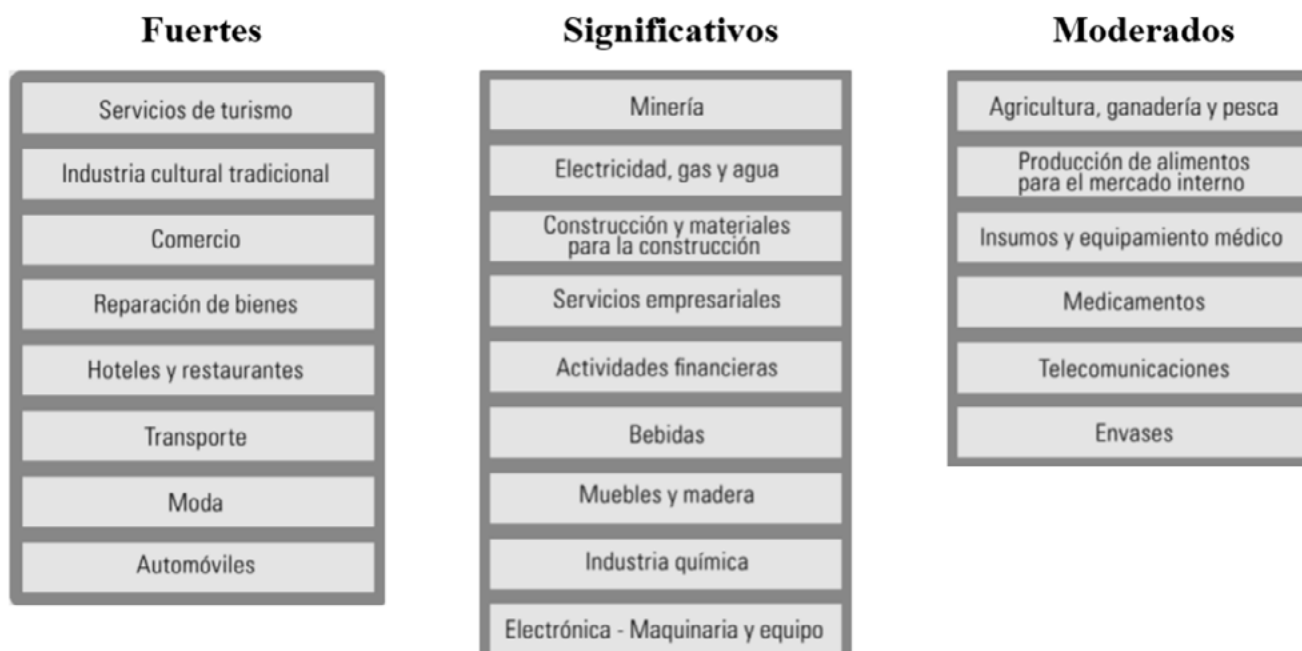 Fuertes
Servicios de turismo
Industria cultural tradicional
Comercio
Reparación de bienes
Hoteles y restaurantes
Transporte
Moda
Automóviles
Significativos
Minería
Electricidad, gas y agua
Construcción y materiales
para la construcción
Servicios empresariales
Actividades financieras
Bebidas
Muebles y madera
Industria química
Electrónica - Maquinaria y equipo
Moderados
Agricultura, ganadería y pesca
Producción de alimentos
para el mercado interno
Insumos y equipamiento médico
Medicamentos
Telecomunicaciones
Envases